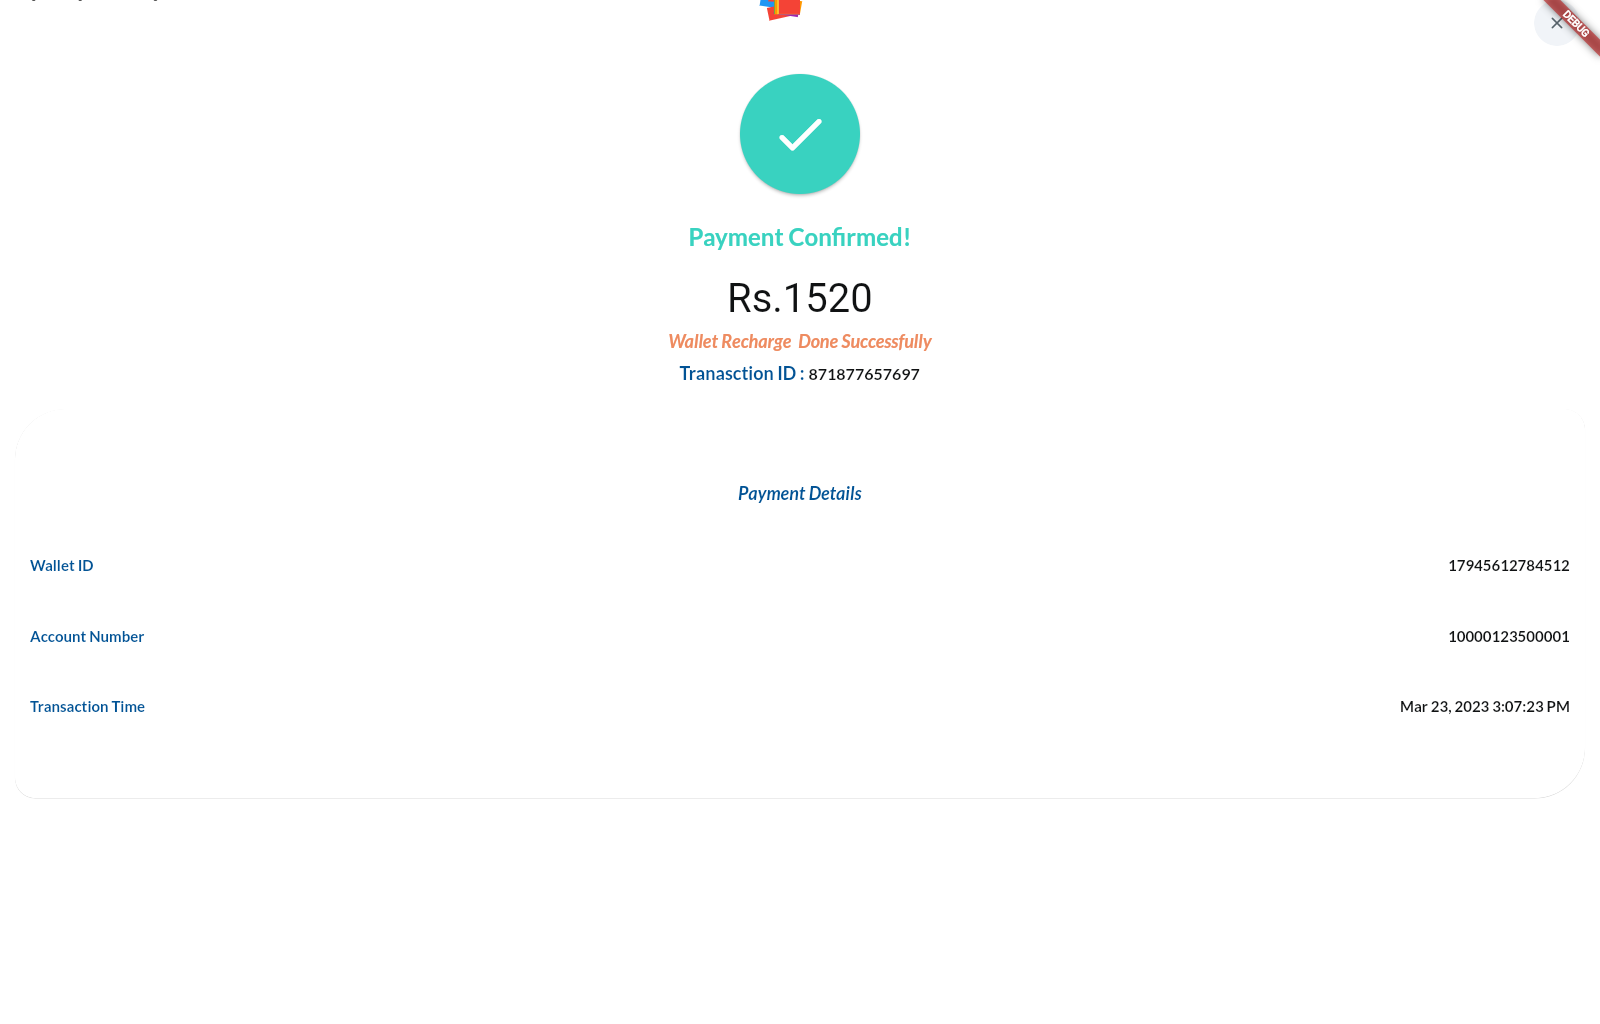 DEBUG
Payment Confirmed!
Rs.1520
Wallet Recharge  Done Successfully
Tranasction ID : 871877657697
Payment Details
Wallet ID 17945612784512
Account Number 10000123500001
Transaction Time Mar 23, 2023 3:07:23 PM